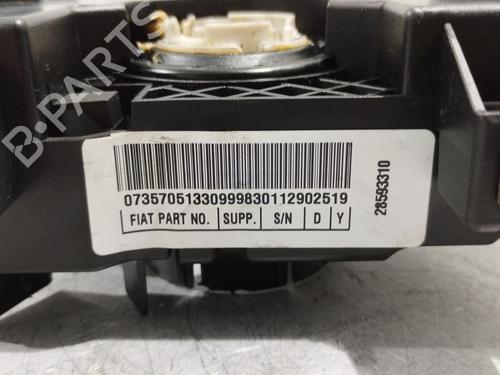 B-PARTS
07357051330999830112902519
FIAT PART NO. SUPP. S/N D Y
28593310